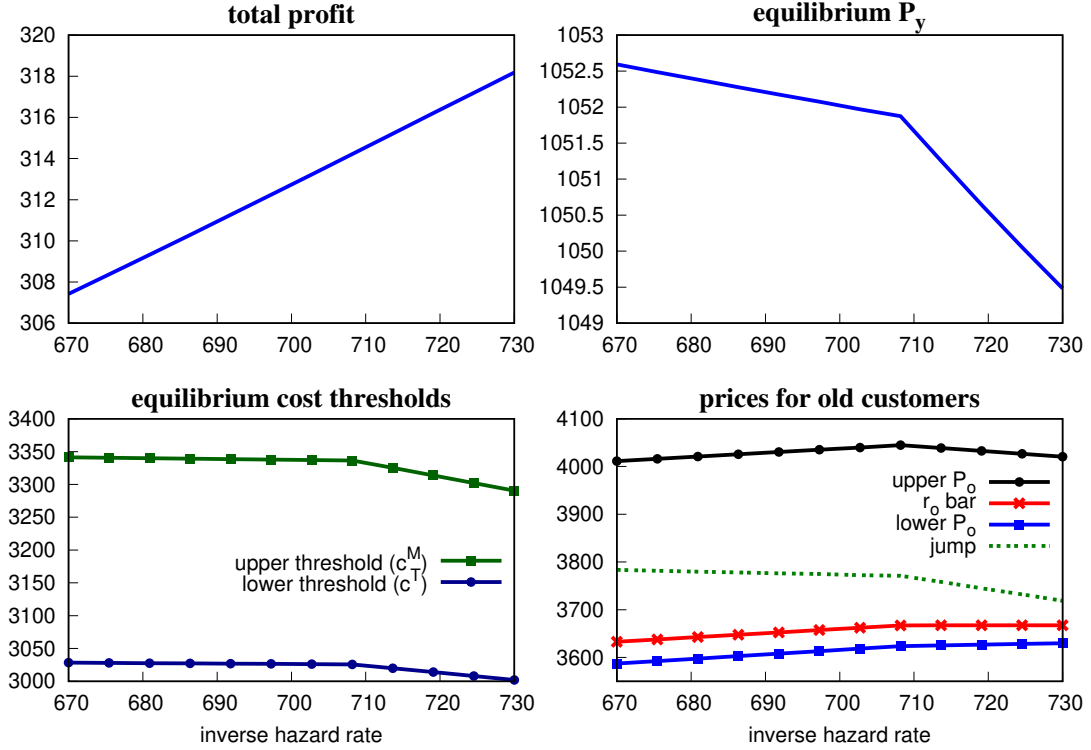 total profit
320
318
316
314
312
310
308
306
670 680 690 700 710 720 730
equilibrium P_y
1053
1052.5
1052
1051.5
1051
1050.5
1050
1049.5
1049
670 680 690 700 710 720 730
equilibrium cost thresholds
3400
3350
3300
3250
3200
3150
3100
3050
3000
upper threshold (c^M)
lower threshold (c^T)
670 680 690 700 710 720 730
inverse hazard rate
prices for old customers
4100
4000
3900
3800
3700
3600
upper P_o
r_o bar
lower P_o
jump
670 680 690 700 710 720 730
inverse hazard rate